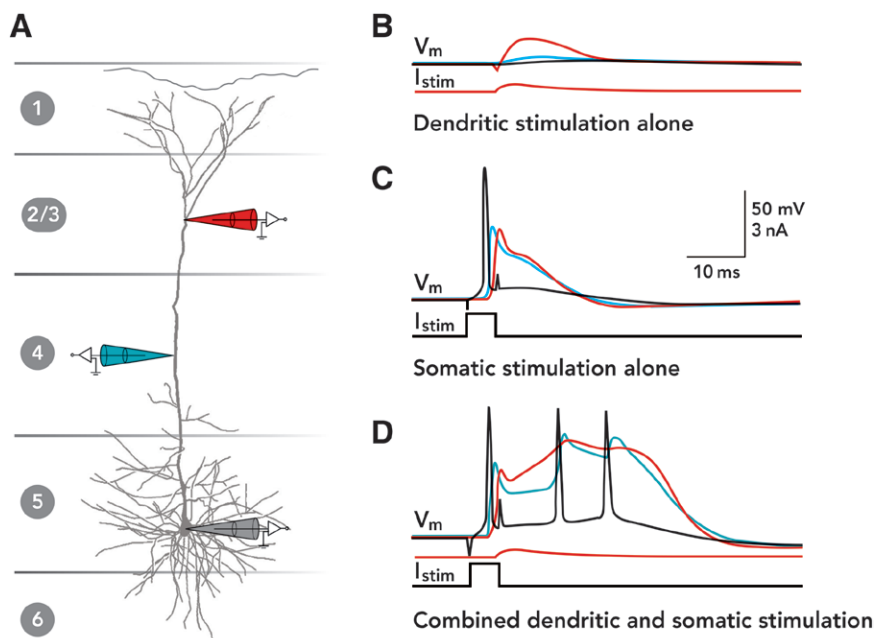 A
1
2/3
4
5
6
B
Vm
Istim
Dendritic stimulation alone
C
50 mV
3 nA
10 ms
Vm
Istim
Somatic stimulation alone
D
Vm
Istim
Combined dendritic and somatic stimulation